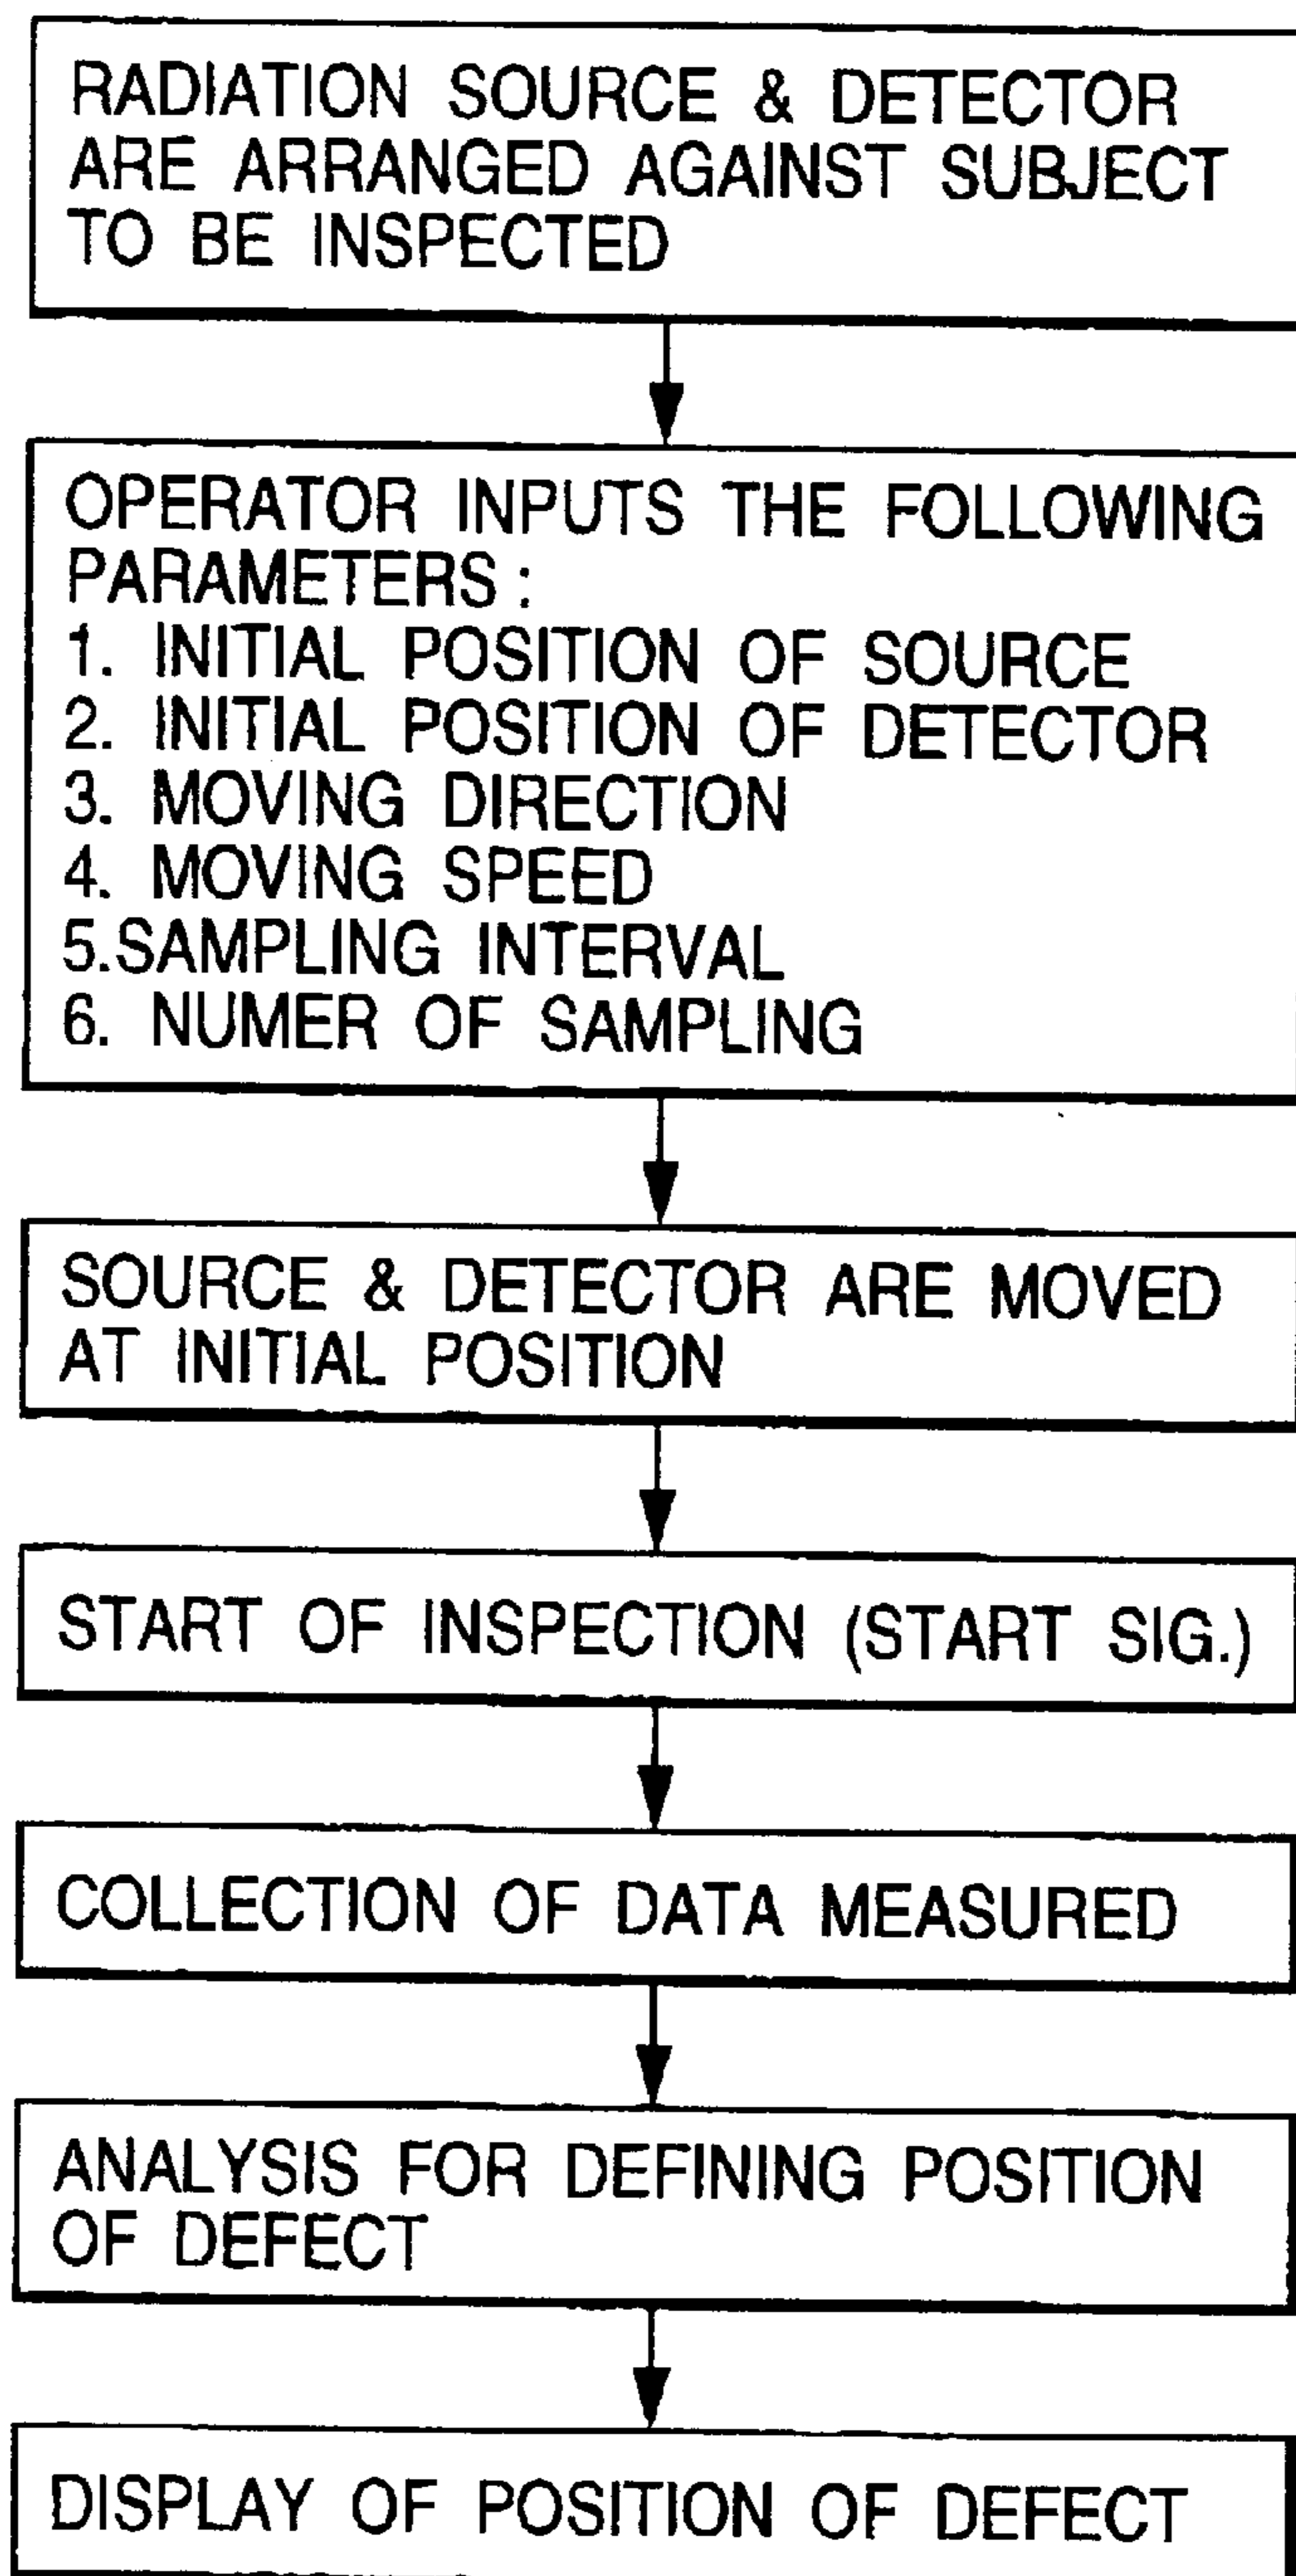 RADIATION SOURCE & DETECTOR
ARE ARRANGED AGAINST SUBJECT
TO BE INSPECTED
OPERATOR INPUTS THE FOLLOWING
PARAMETERS :
1. INITIAL POSITION OF SOURCE
2. INITIAL POSITION OF DETECTOR
3. MOVING DIRECTION
4. MOVING SPEED
5.SAMPLING INTERVAL
6. NUMER OF SAMPLING
SOURCE & DETECTOR ARE MOVED
AT INITIAL POSITION
START OF INSPECTION (START SIG.)
COLLECTION OF DATA MEASURED
ANALYSIS FOR DEFINING POSITION
OF DEFECT
DISPLAY OF POSITION OF DEFECT